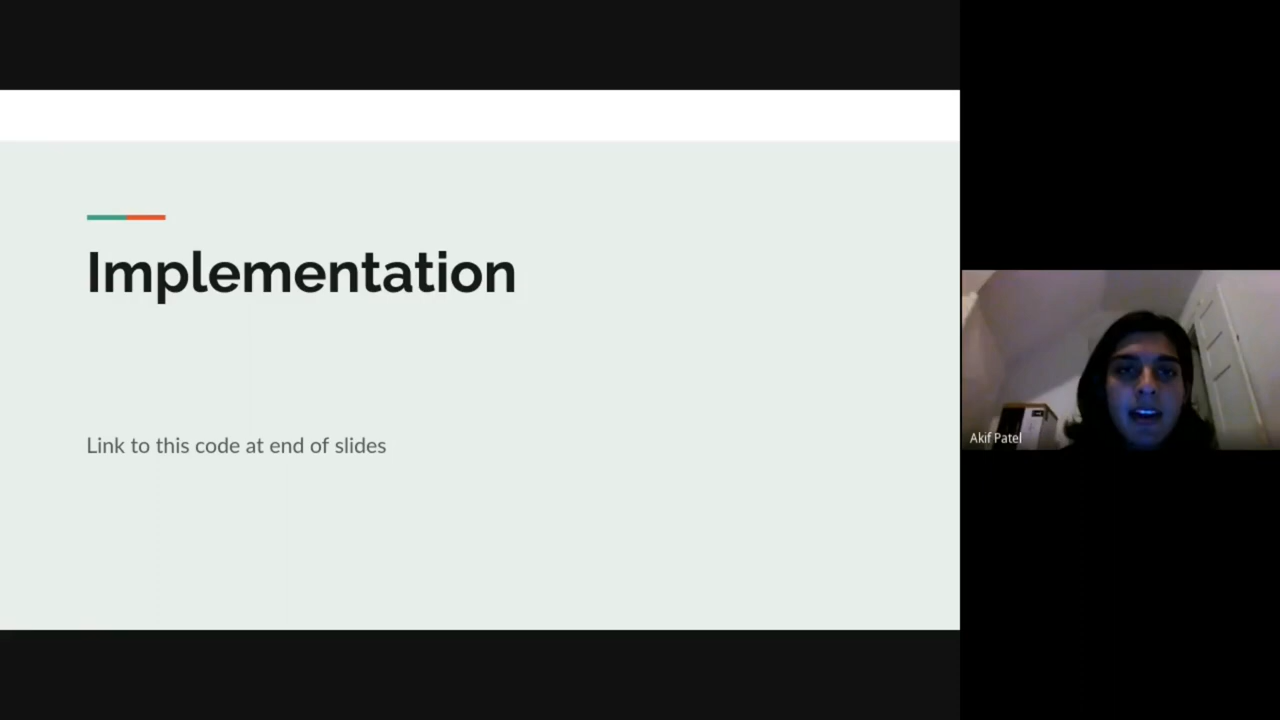 Implementation
Link to this code at end of slides
Akif Patel